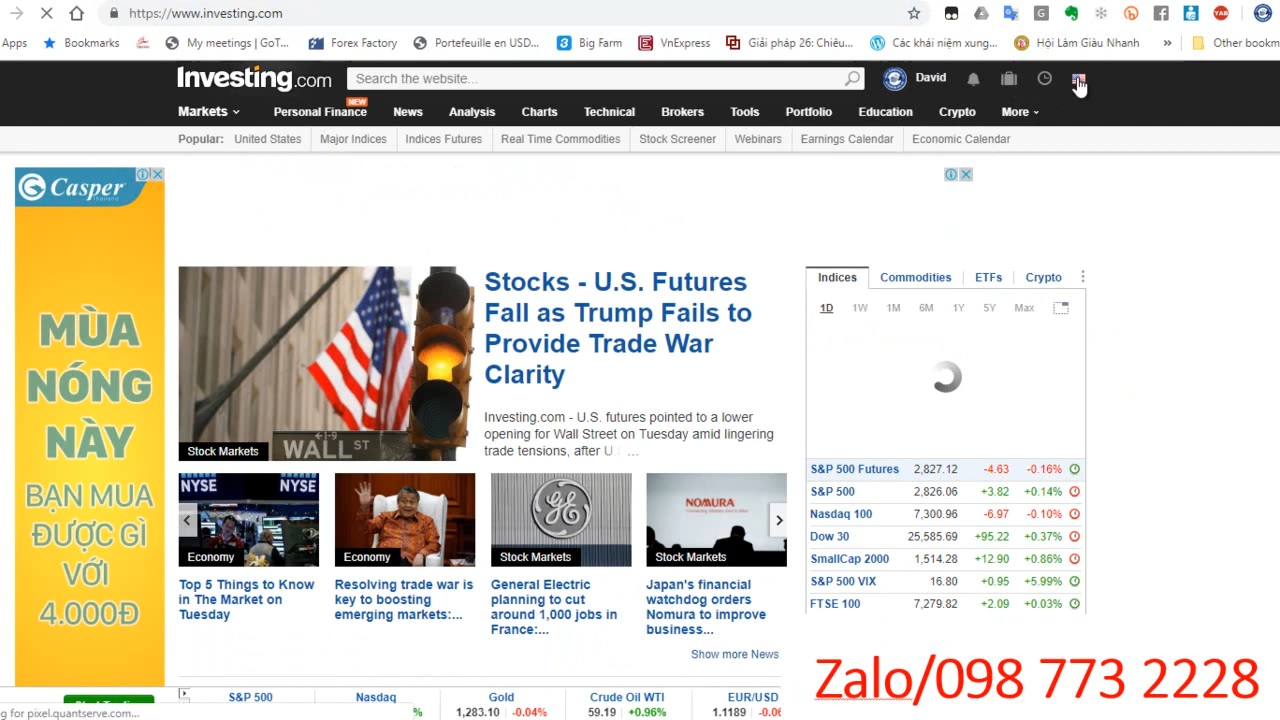 https://www.investing.com
Apps
Bookmarks
My meetings | GoT...
Forex Factory
Portefeuille en USD...
Big Farm
VnExpress
Giải pháp 26: Chiêu...
Các khái niệm xung...
Hội Làm Giàu Nhanh
»
Other bookm
Investing.com
Search the website...
David
Markets
Personal Finance
NEW
News
Analysis
Charts
Technical
Brokers
Tools
Portfolio
Education
Crypto
More
Popular:
United States
Major Indices
Indices Futures
Real Time Commodities
Stock Screener
Webinars
Earnings Calendar
Economic Calendar
Casper
MÙA
NÓNG
NÀY
BẠN MUA
ĐƯỢC GÌ
VỚI
4.000Đ
WALL ST
Stock Markets
Stocks - U.S. Futures
Fall as Trump Fails to
Provide Trade War
Clarity
Investing.com - U.S. futures pointed to a lower
opening for Wall Street on Tuesday amid lingering
trade tensions, after U. ...
NYSE NYSE
Economy
Top 5 Things to Know
in The Market on
Tuesday
Economy
Resolving trade war is
key to boosting
emerging markets:...
Stock Markets
General Electric
planning to cut
around 1,000 jobs in
France:...
NOMURA
Stock Markets
Japan's financial
watchdog orders
Nomura to improve
business...
Show more News
Indices Commodities ETFs Crypto
1D 1W 1M 6M 1Y 5Y Max
S&P 500 Futures 2,827.12 -4.63 -0.16%
S&P 500 2,826.06 +3.82 +0.14%
Nasdaq 100 7,300.96 -6.97 -0.10%
Dow 30 25,585.69 +95.22 +0.37%
SmallCap 2000 1,514.28 +12.90 +0.86%
S&P 500 VIX 16.80 +0.95 +5.99%
FTSE 100 7,279.82 +2.09 +0.03%
Zalo/098 773 2228
S&P 500 Nasdaq Gold Crude Oil WTI EUR/USD
% 1,283.10 -0.04% 59.19 +0.96% 1.1189
ng for pixel.quantserve.com...